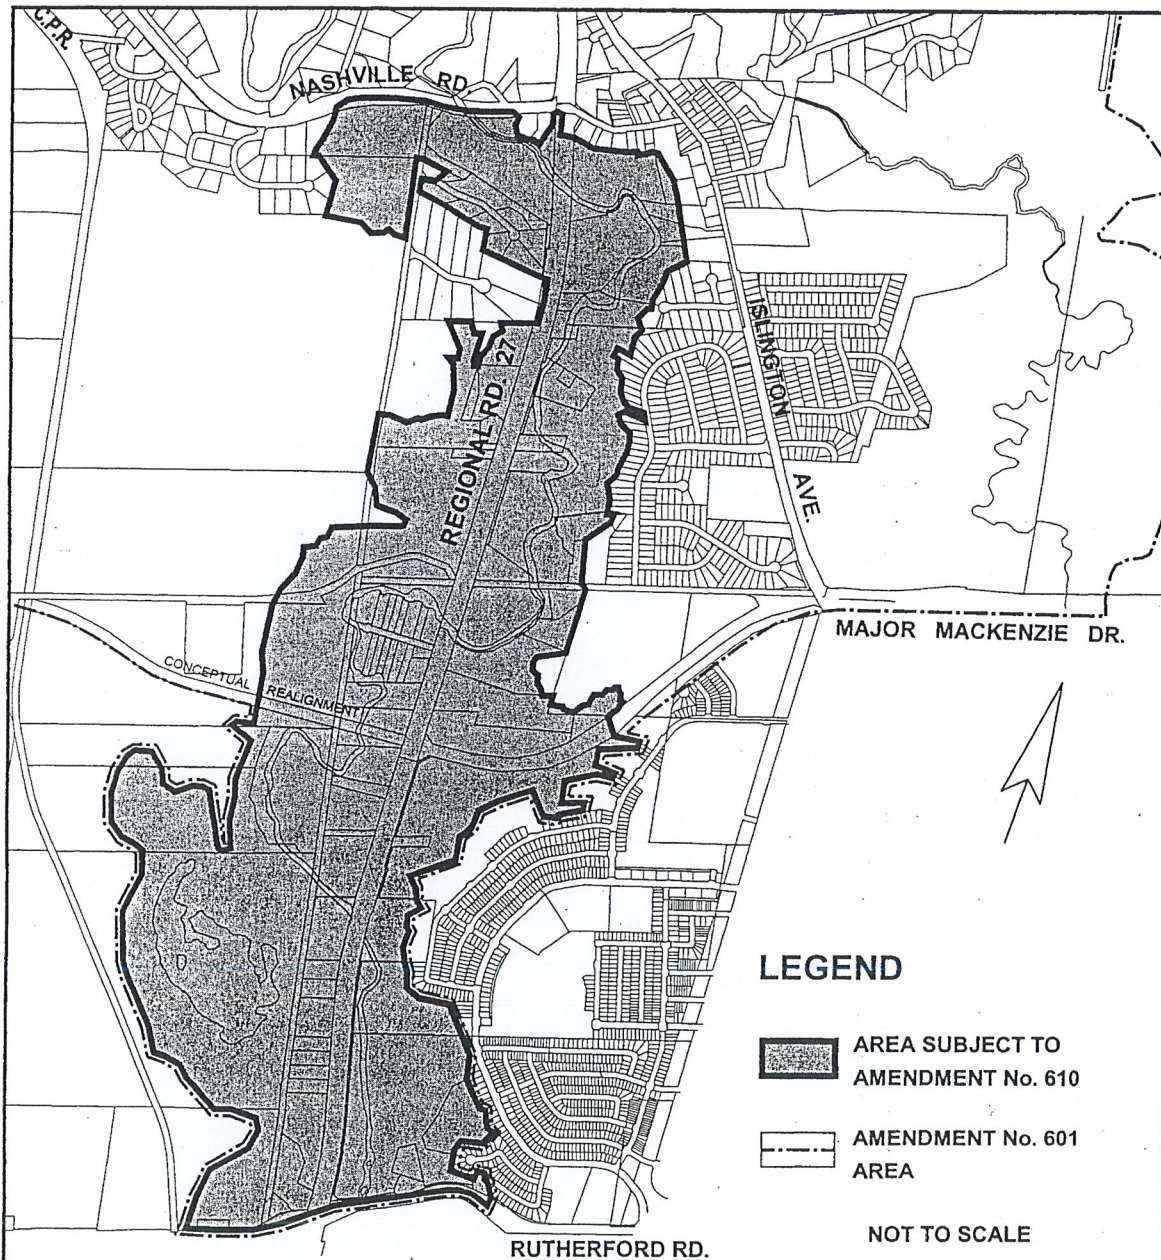 C.P.R
NASHVILLE RD
ISLINGTON AVE.
REGIONAL RD. 27
MAJOR MACKENZIE DR.
CONCEPTUAL REALIGNMENT
LEGEND
AREA SUBJECT TO
AMENDMENT No. 610
AMENDMENT No. 601
AREA
NOT TO SCALE
RUTHERFORD RD.